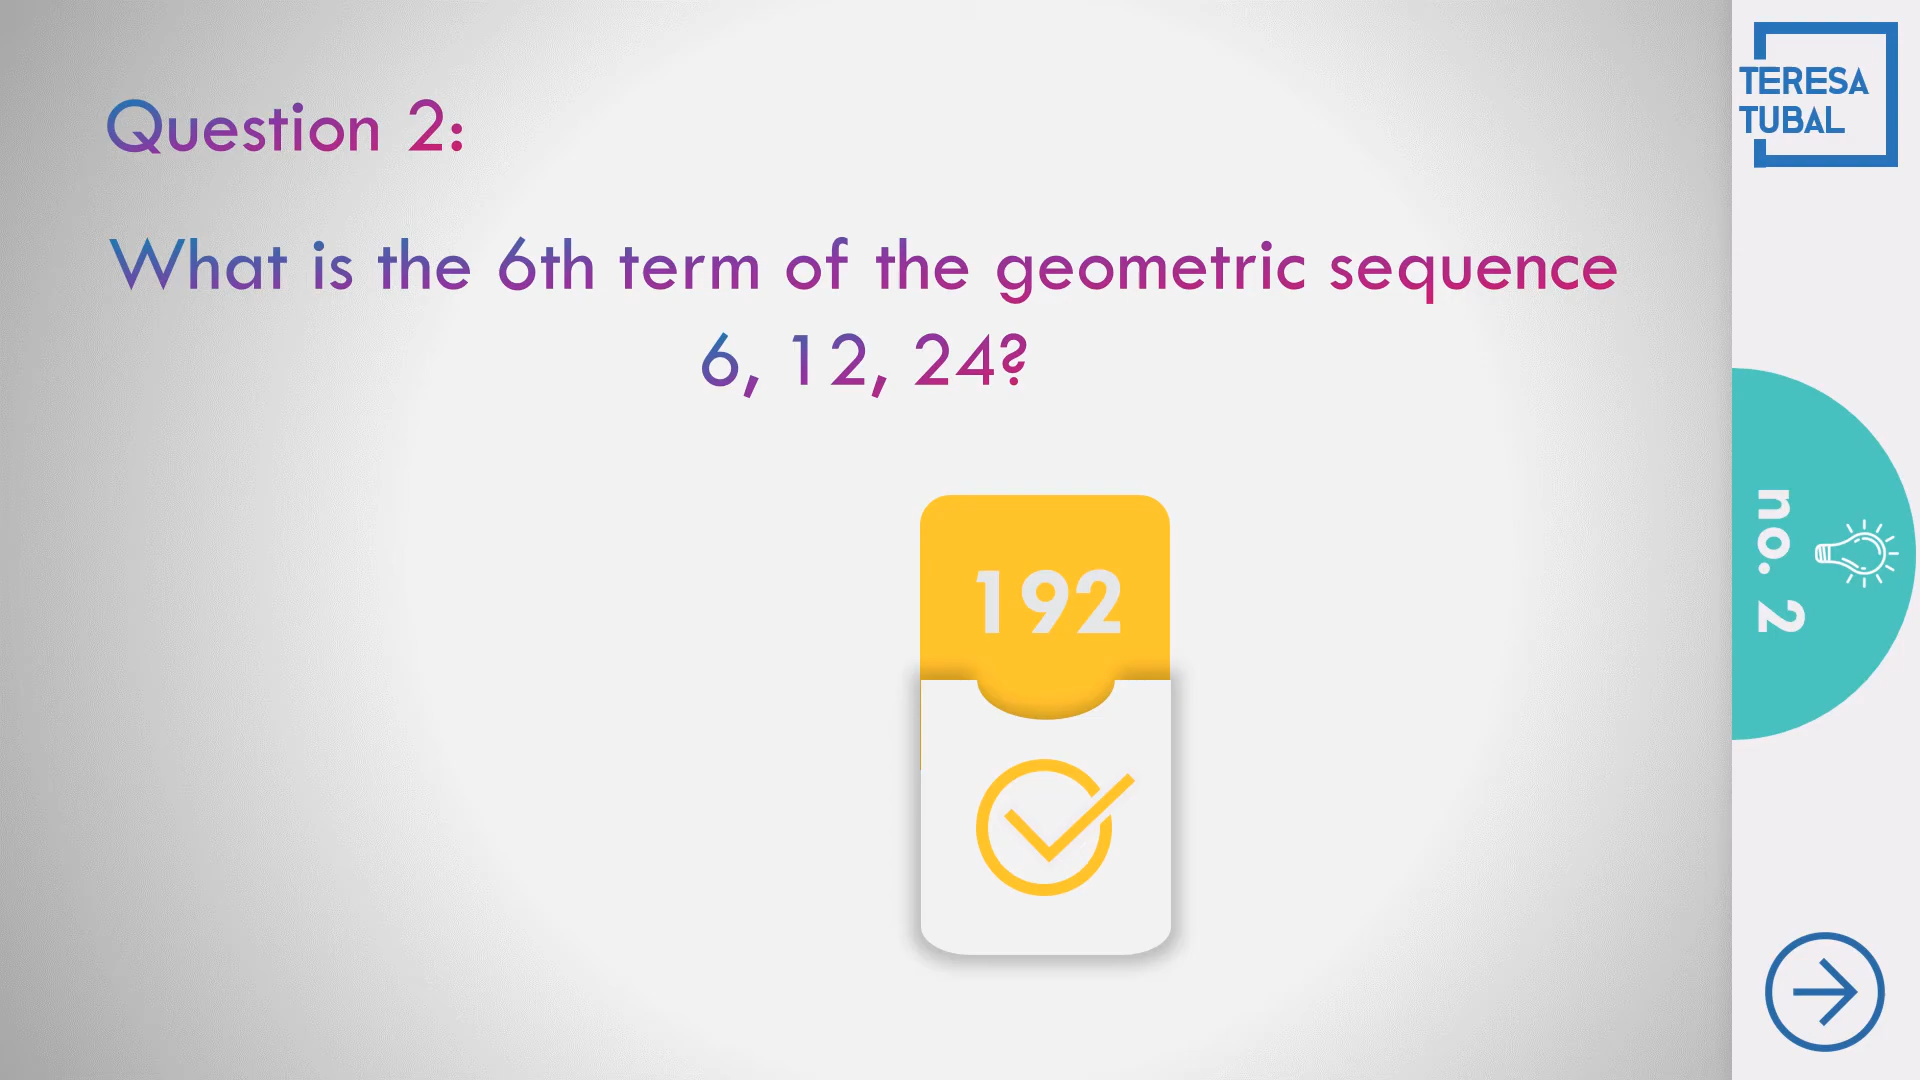 Question 2:
What is the 6th term of the geometric sequence
6, 12, 24?
192
TERESA
TUBAL
no. 2